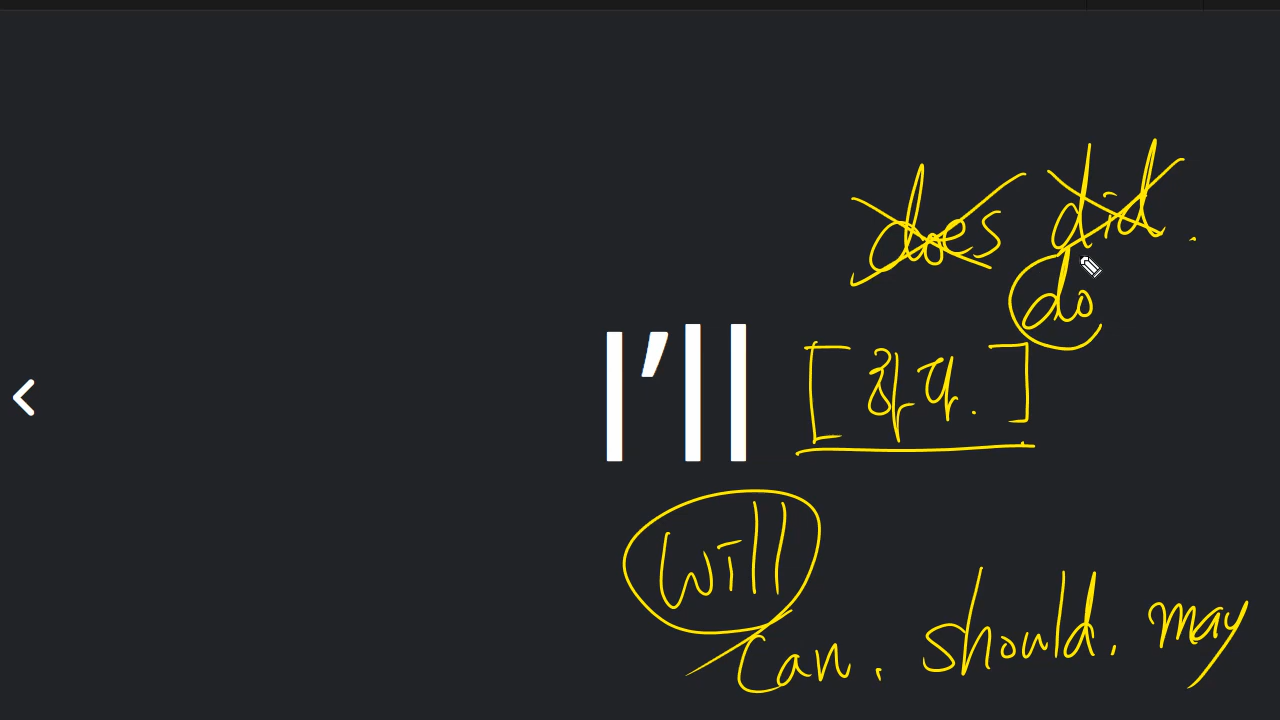 does did.
do
I'll [하다.]
will
can, should, may